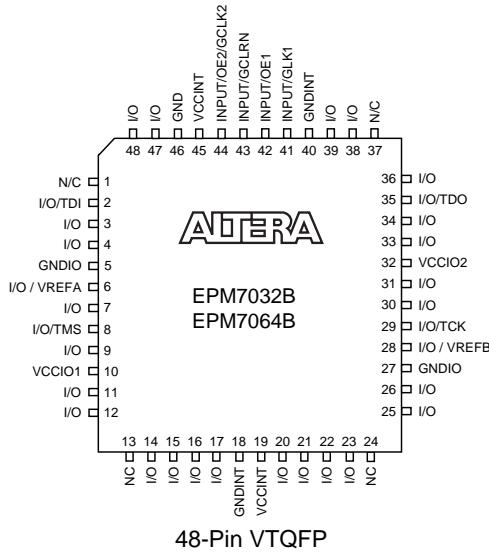 I/O
I/O
GND
VCCINT
INPUT/OE2/GCLK2
INPUT/GCLRN
INPUT/OE1
INPUT/GLK1
GNDINT
I/O
I/O
N/C
48 47 46 45 44 43 42 41 40 39 38 37
N/C 1
I/O/TDI 2
I/O 3
I/O 4
GNDIO 5
I/O / VREFA 6
I/O 7
I/O/TMS 8
I/O 9
VCCIO1 10
I/O 11
I/O 12
ALTERA
EPM7032B
EPM7064B
36 I/O
35 I/O/TDO
34 I/O
33 I/O
32 VCCIO2
31 I/O
30 I/O
29 I/O/TCK
28 I/O / VREFB
27 GNDIO
26 I/O
25 I/O
13 14 15 16 17 18 19 20 21 22 23 24
NC
I/O
I/O
I/O
I/O
GNDINT
VCCINT
I/O
I/O
I/O
I/O
NC
48-Pin VTQFP